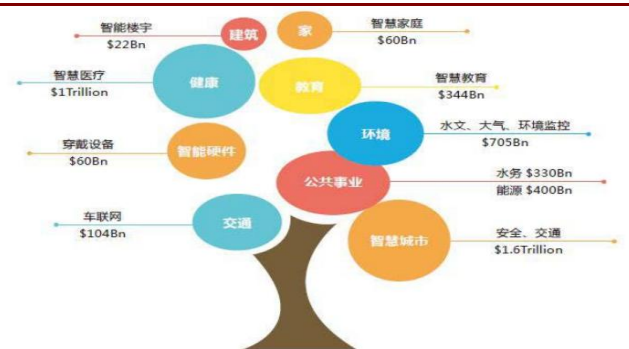 智能楼宇
$22Bn
建筑
家
智慧家庭
$60Bn
智慧医疗
$1Trillion
健康
教育
智慧教育
$344Bn
环境
水文、大气、环境监控
$705Bn
穿戴设备
$60Bn
智能硬件
公共事业
水务 $330Bn
能源 $400Bn
车联网
$104Bn
交通
智慧城市
安全、交通
$1.6Trillion